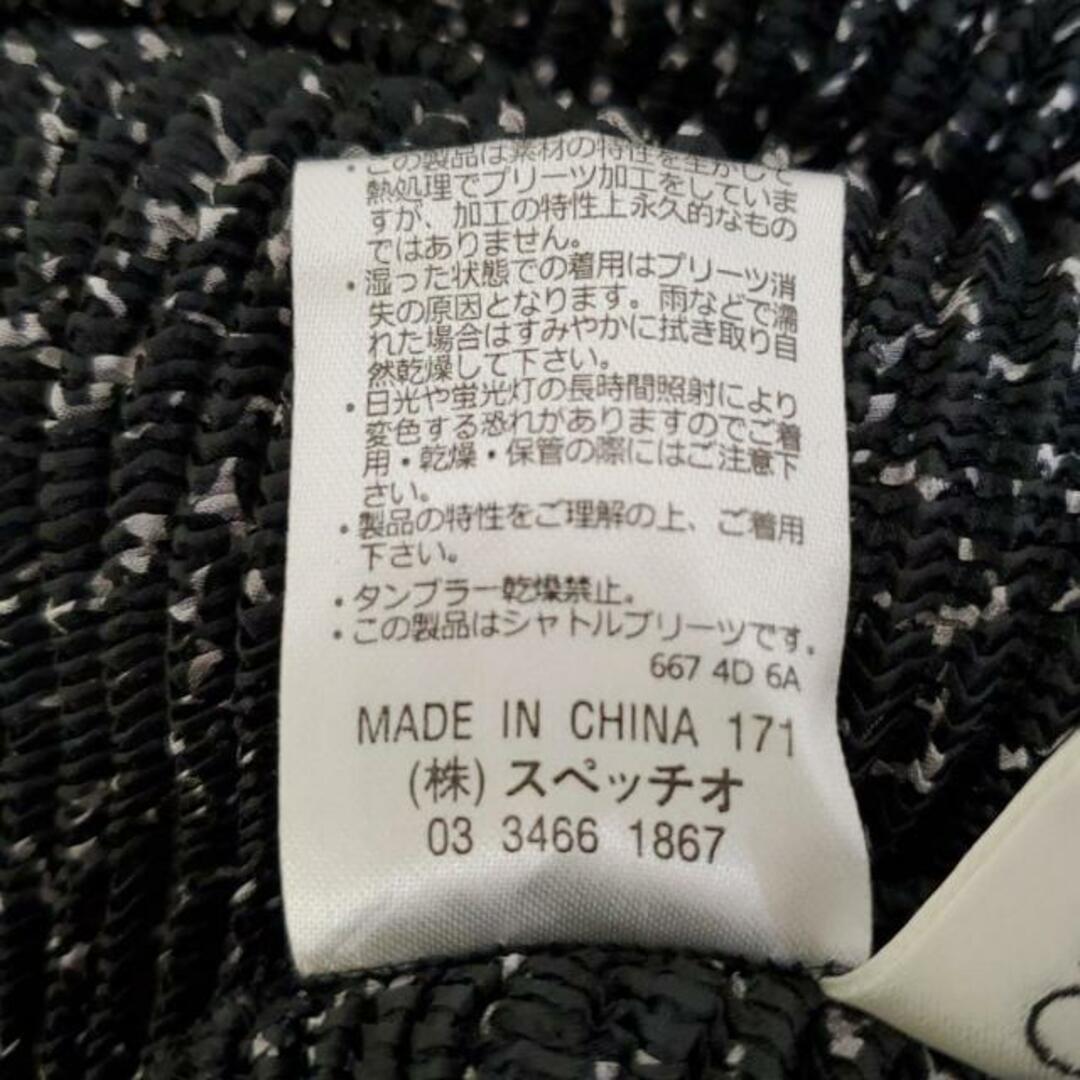 ・この製品は素材の特性を生かして
熱処理でプリーツ加工をしていま
すが、加工の特性上永久的なもの
ではありません。
・湿った状態での着用はプリーツ消
失の原因となります。雨などで濡
れた場合はすみやかに拭き取り自
然乾燥して下さい。
・日光や蛍光灯の長時間照射により
変色する恐れがありますのでご着
用・乾燥・保管の際にはご注意下
さい。
・製品の特性をご理解の上、ご着用
下さい。
・タンブラー乾燥禁止。
・この製品はシャトルプリーツです。
667 4D 6A
MADE IN CHINA 171
(株) スペッチオ
03 3466 1867